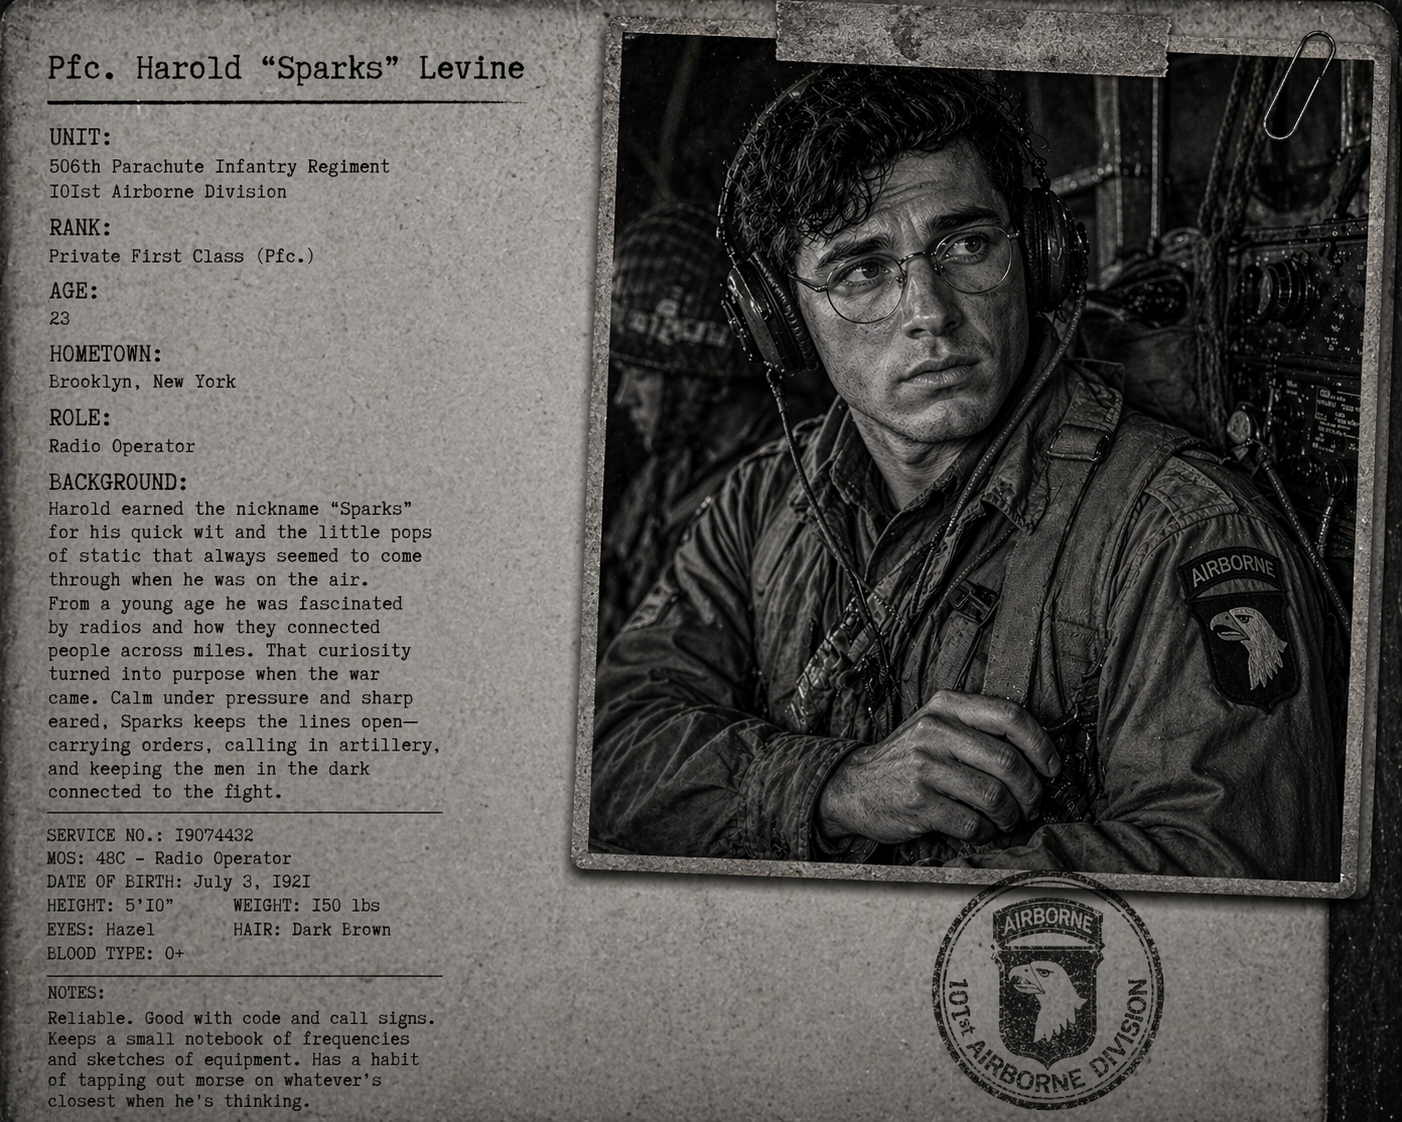 Pfc. Harold “Sparks” Levine
UNIT:
506th Parachute Infantry Regiment
IOIst Airborne Division
RANK:
Private First Class (Pfc.)
AGE:
23
HOMETOWN:
Brooklyn, New York
ROLE:
Radio Operator
BACKGROUND:
Harold earned the nickname “Sparks”
for his quick wit and the little pops
of static that always seemed to come
through when he was on the air.
From a young age he was fascinated
by radios and how they connected
people across miles. That curiosity
turned into purpose when the war
came. Calm under pressure and sharp
eared, Sparks keeps the lines open—
carrying orders, calling in artillery,
and keeping the men in the dark
connected to the fight.
SERVICE NO.: I9074432
MOS: 48C – Radio Operator
DATE OF BIRTH: July 3, I92I
HEIGHT: 5’IO” WEIGHT: I50 lbs
EYES: Hazel HAIR: Dark Brown
BLOOD TYPE: O+
NOTES:
Reliable. Good with code and call signs.
Keeps a small notebook of frequencies
and sketches of equipment. Has a habit
of tapping out morse on whatever’s
closest when he's thinking.
AIRBORNE
AIRBORNE
101st AIRBORNE DIVISION